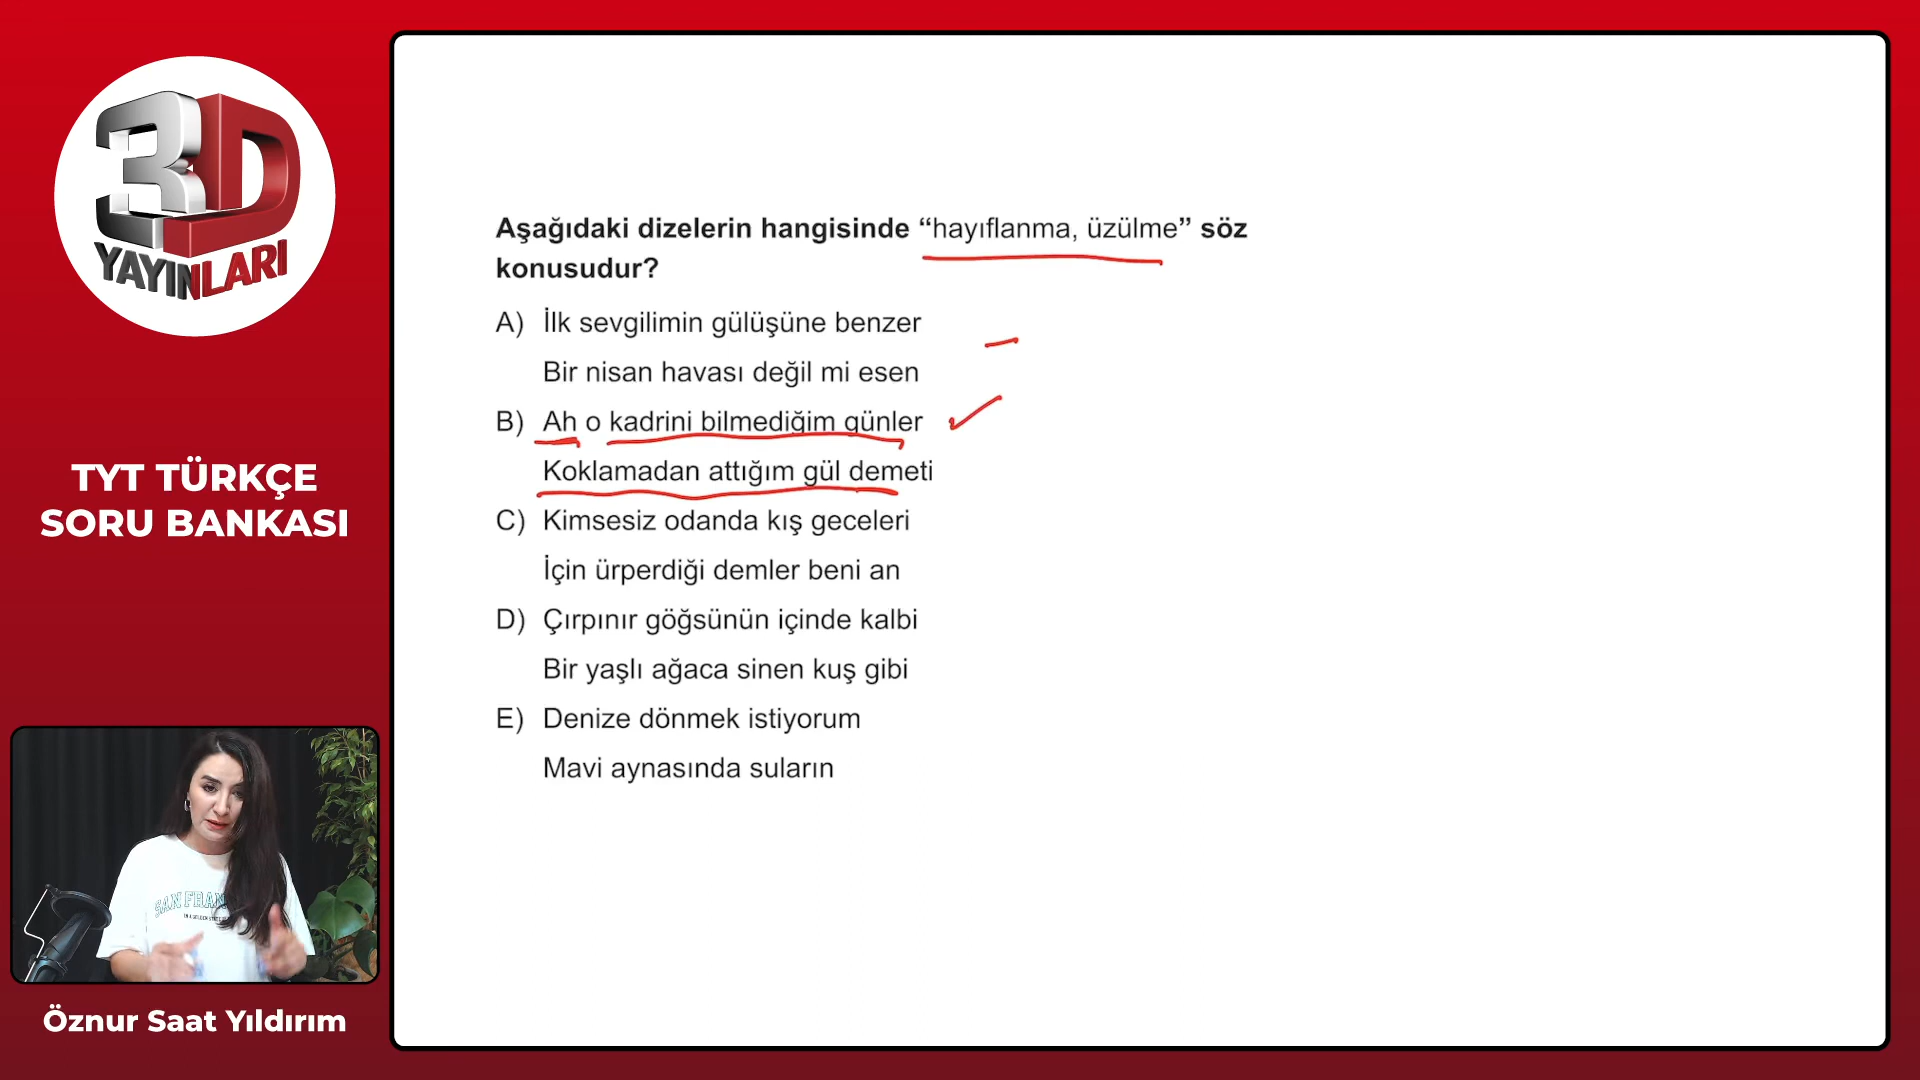 3D
YAYINLARI
TYT TÜRKÇE
SORU BANKASI
Öznur Saat Yıldırım
Aşağıdaki dizelerin hangisinde “hayıflanma, üzülme” söz
konusudur?
A) İlk sevgilimin gülüşüne benzer
Bir nisan havası değil mi esen
B) Ah o kadrini bilmediğim günler
Koklamadan attığım gül demeti
C) Kimsesiz odanda kış geceleri
İçin ürperdiği demler beni an
D) Çırpınır göğsünün içinde kalbi
Bir yaşlı ağaca sinen kuş gibi
E) Denize dönmek istiyorum
Mavi aynasında suların
SAN FRAN